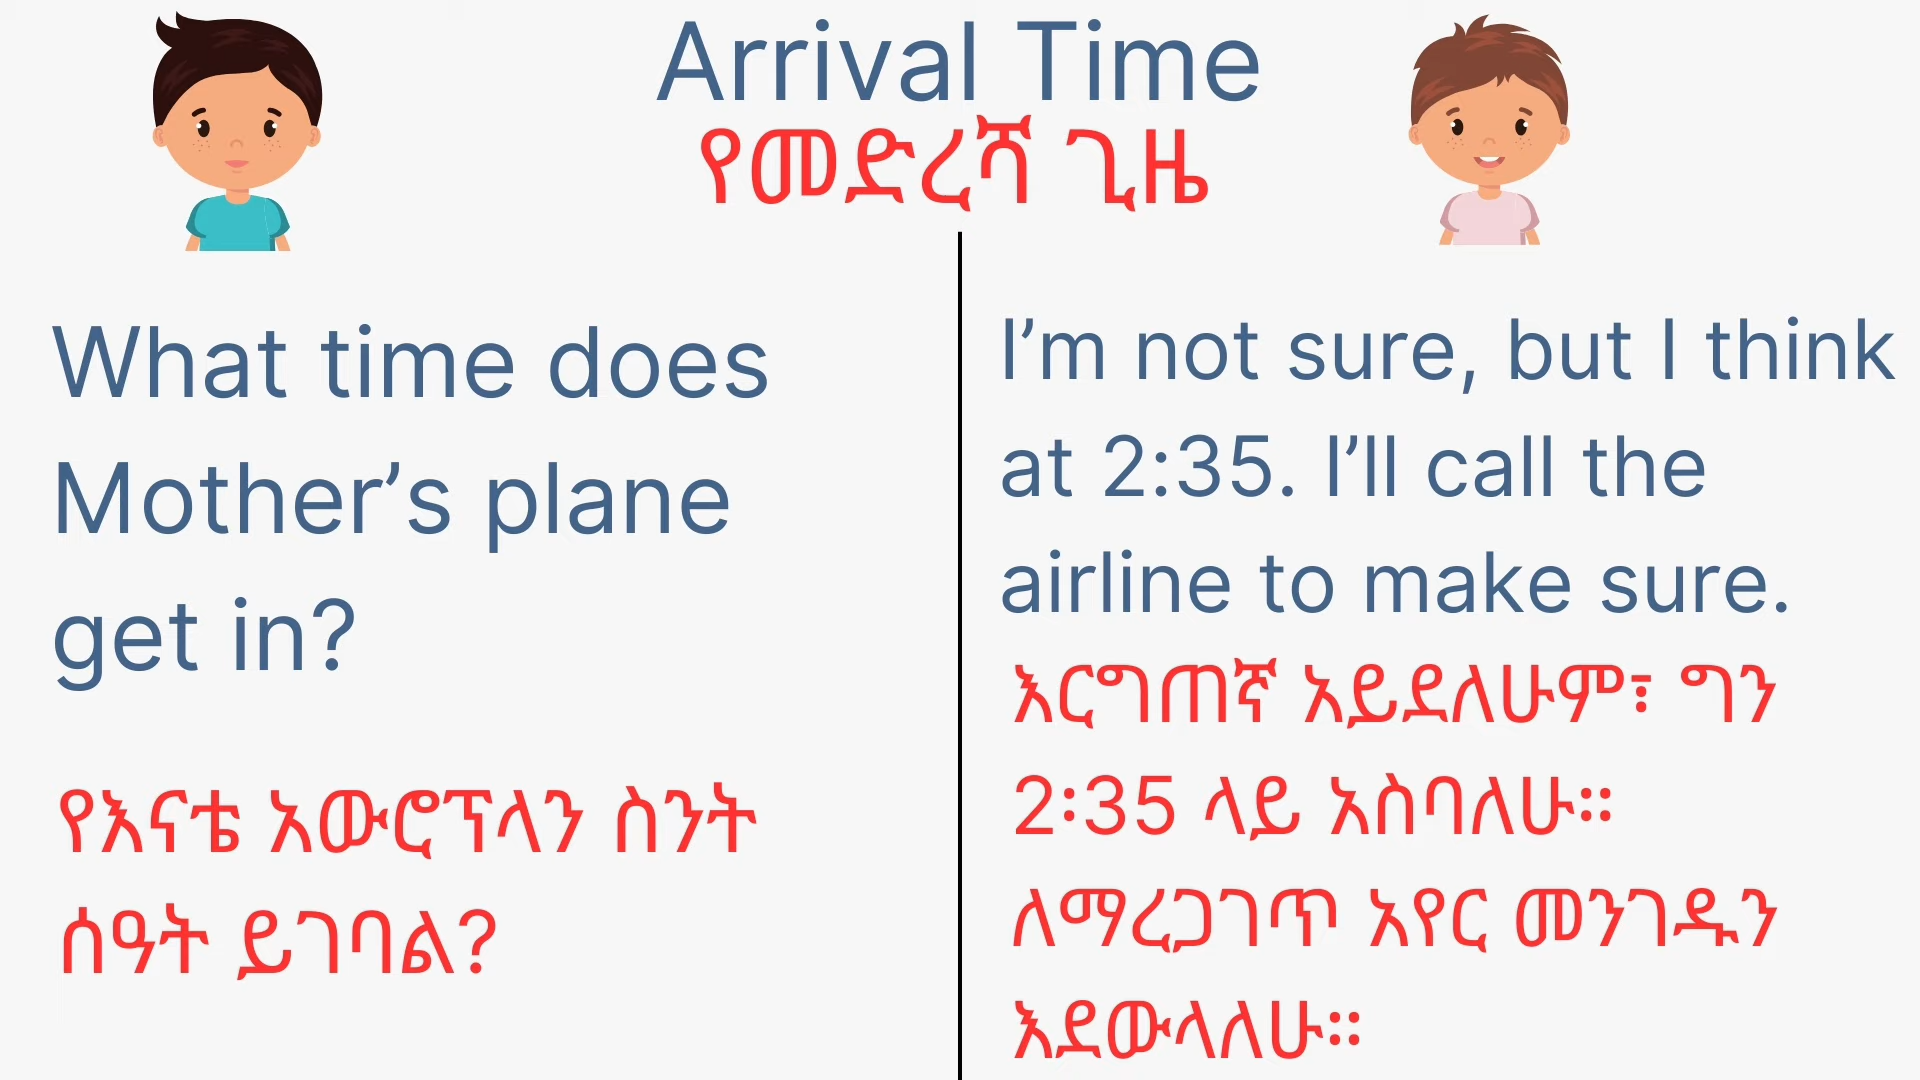 Arrival Time
የመድረሻ ጊዜ
What time does
Mother’s plane
get in?
የእናቴ አውሮፕላን ስንት
ሰዓት ይገባል?
I’m not sure, but I think
at 2:35. I’ll call the
airline to make sure.
እርግጠኛ አይደለሁም፣ ግን
2:35 ላይ አስባለሁ።
ለማረጋገጥ አየር መንገዱን
እደውላለሁ።